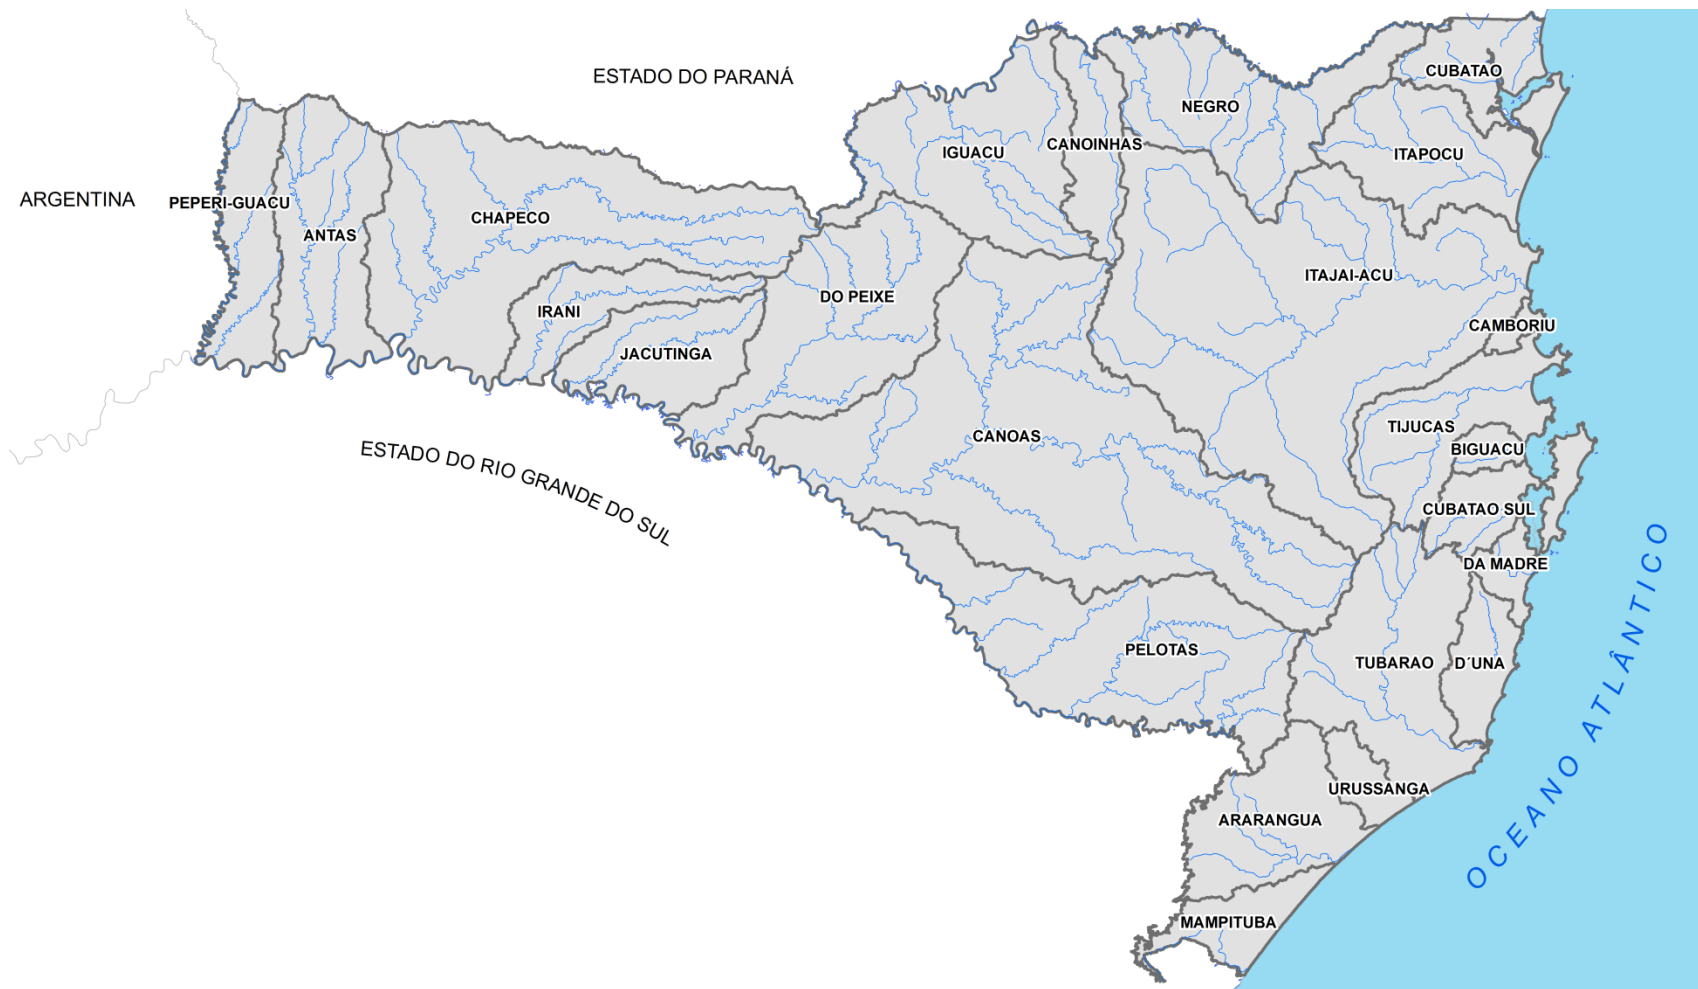 ESTADO DO PARANÁ
CUBATAO
NEGRO
CANOINHAS
IGUACU
ITAPOCU
ARGENTINA
PEPERI-GUACU
CHAPECO
ANTAS
ITAJAI-ACU
DO PEIXE
IRANI
CAMBORIU
JACUTINGA
TIJUCAS
CANOAS
BIGUACU
ESTADO DO RIO GRANDE DO SUL
CUBATAO SUL
DA MADRE
PELOTAS
TUBARAO
D´UNA
OCEANO ATLÂNTICO
URUSSANGA
ARARANGUA
MAMPITUBA